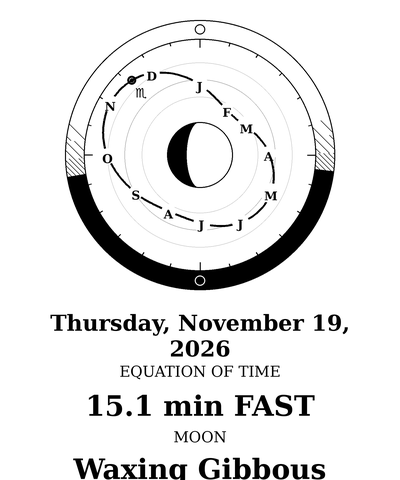 D
J
N
♏
F
M
O
A
S
M
A
J
J
Thursday, November 19,
2026
EQUATION OF TIME
15.1 min FAST
MOON
Waxing Gibbous